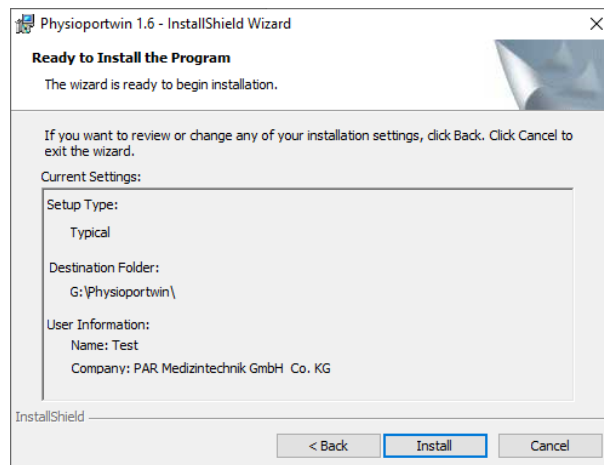 Physioportwin 1.6 - InstallShield Wizard
Ready to Install the Program
The wizard is ready to begin installation.
If you want to review or change any of your installation settings, click Back. Click Cancel to
exit the wizard.
Current Settings:
Setup Type:
Typical
Destination Folder:
G:\Physioportwin\
User Information:
Name: Test
Company: PAR Medizintechnik GmbH  Co. KG
InstallShield
< Back
Install
Cancel